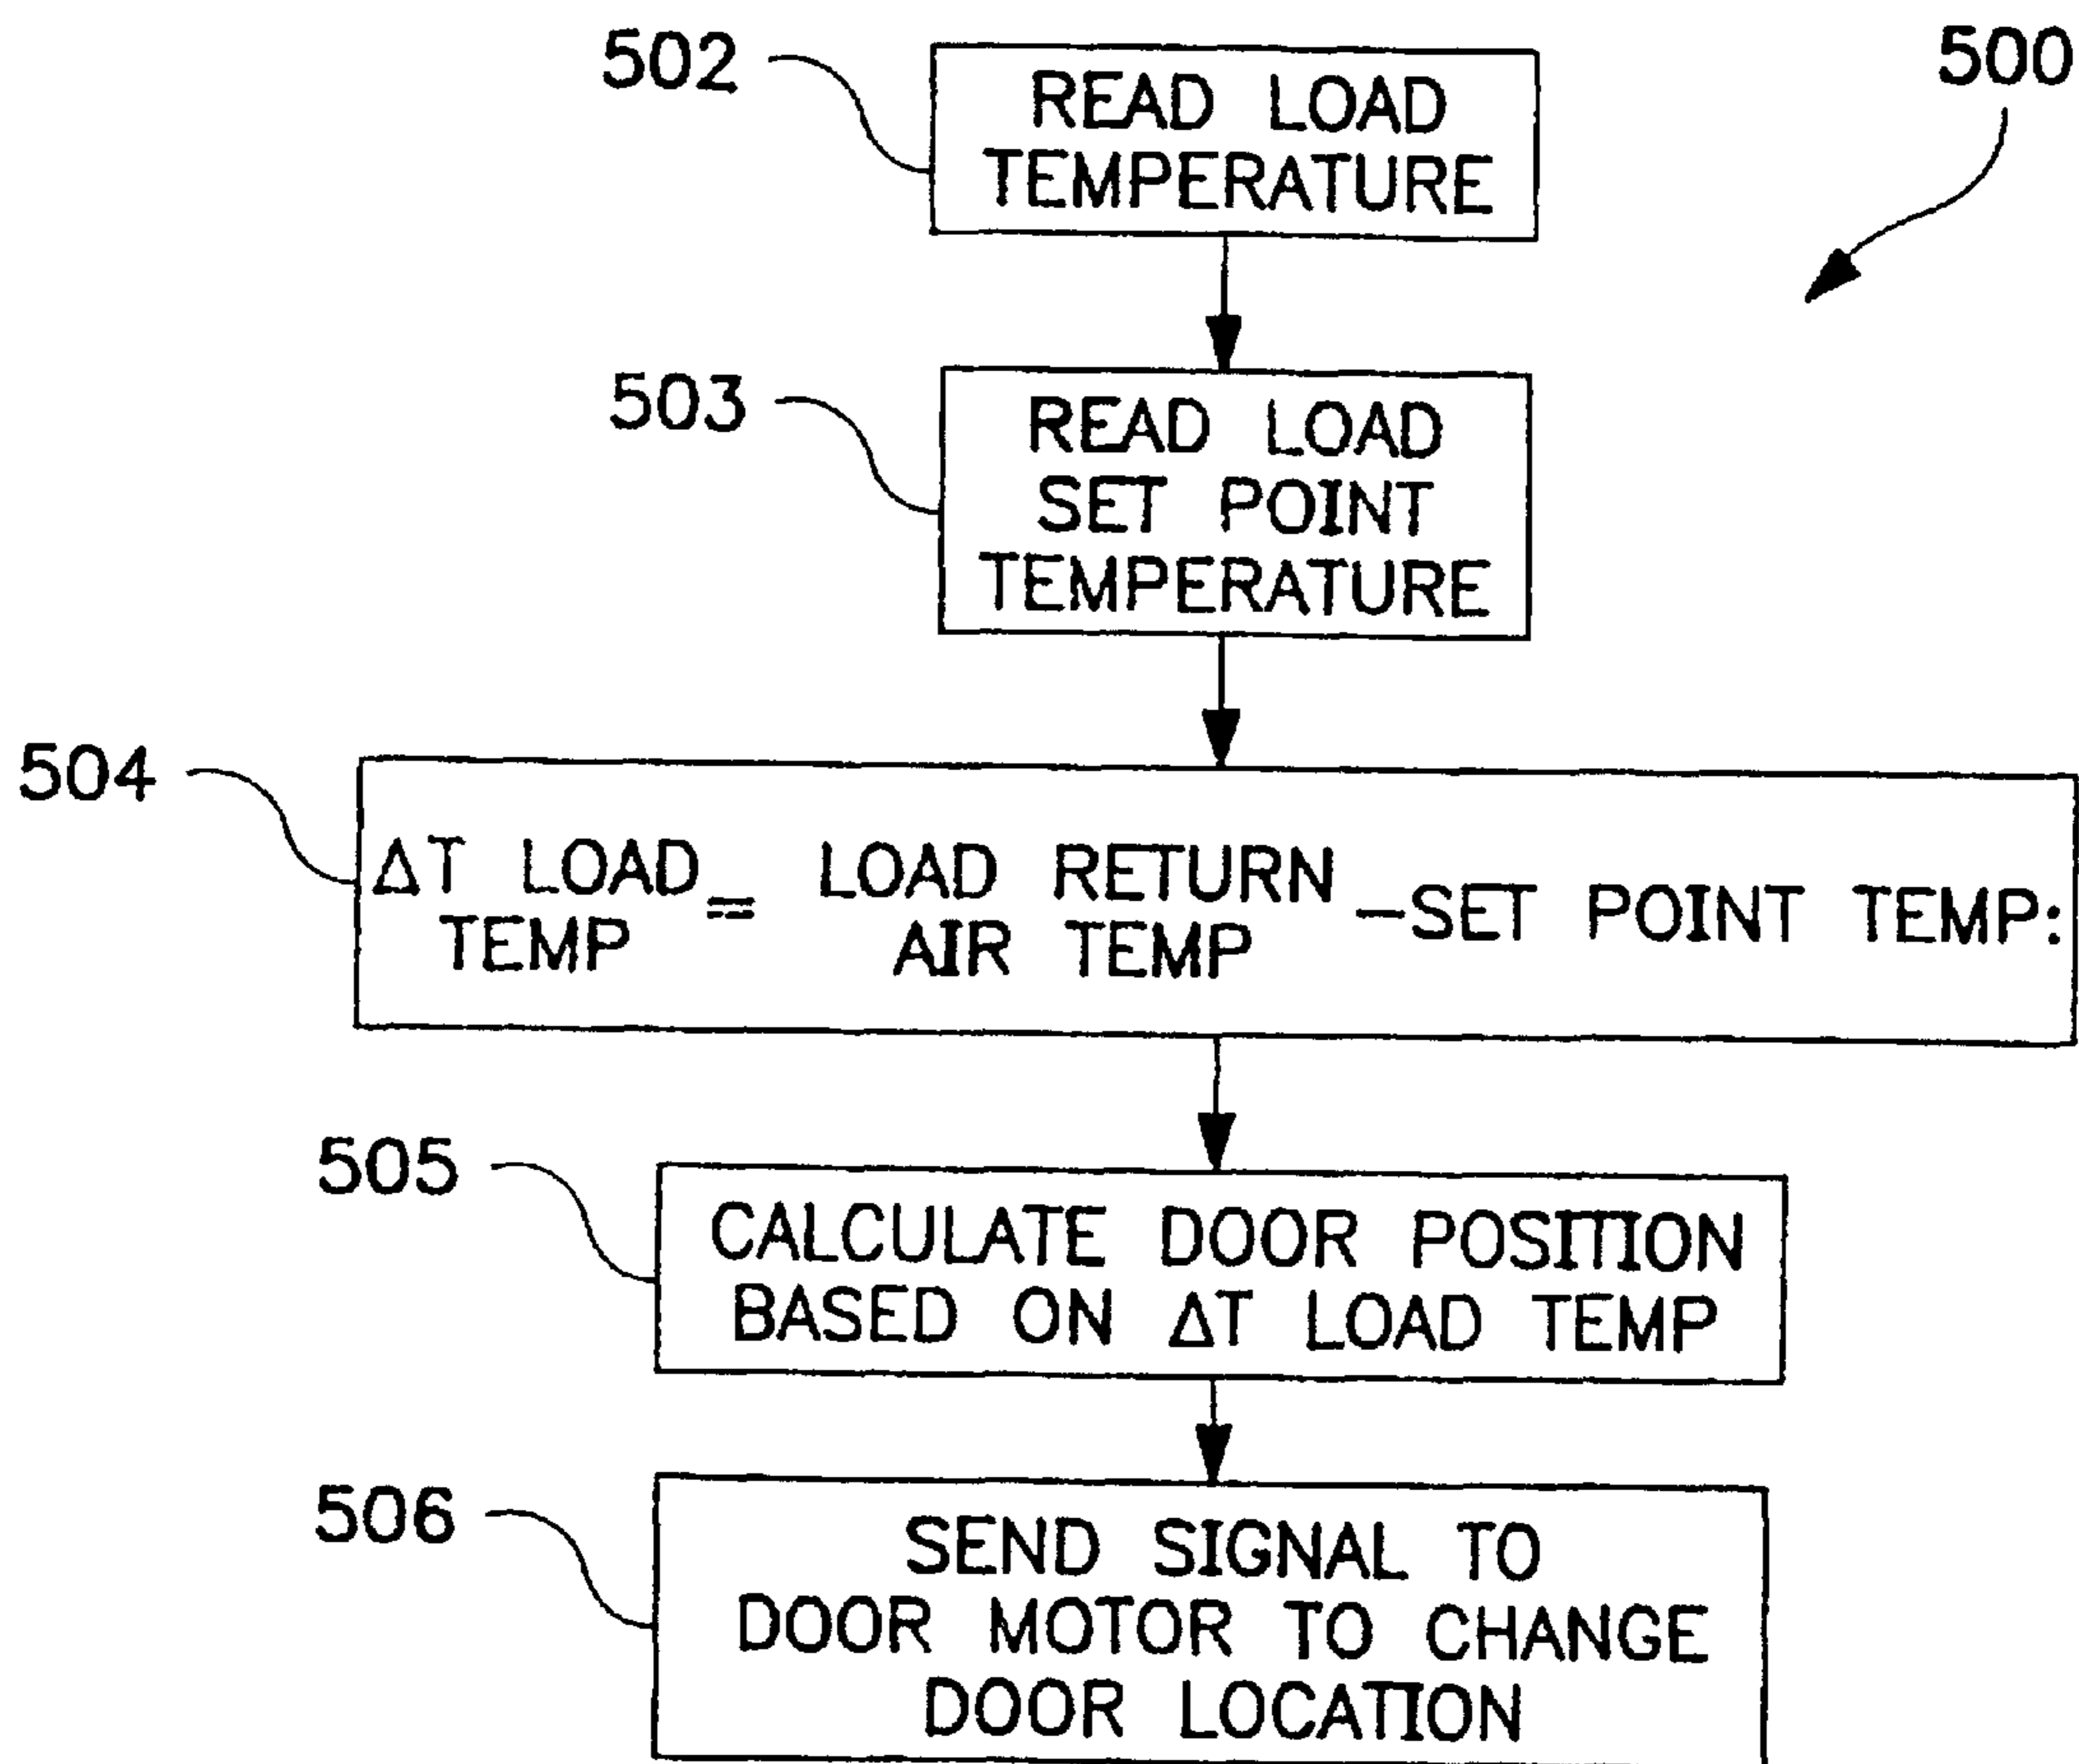 502
READ LOAD
TEMPERATURE
500
503
READ LOAD
SET POINT
TEMPERATURE
504
ΔT LOAD
TEMP
=
LOAD RETURN
AIR TEMP
-SET POINT TEMP:
505
CALCULATE DOOR POSITION
BASED ON ΔT LOAD TEMP
506
SEND SIGNAL TO
DOOR MOTOR TO CHANGE
DOOR LOCATION